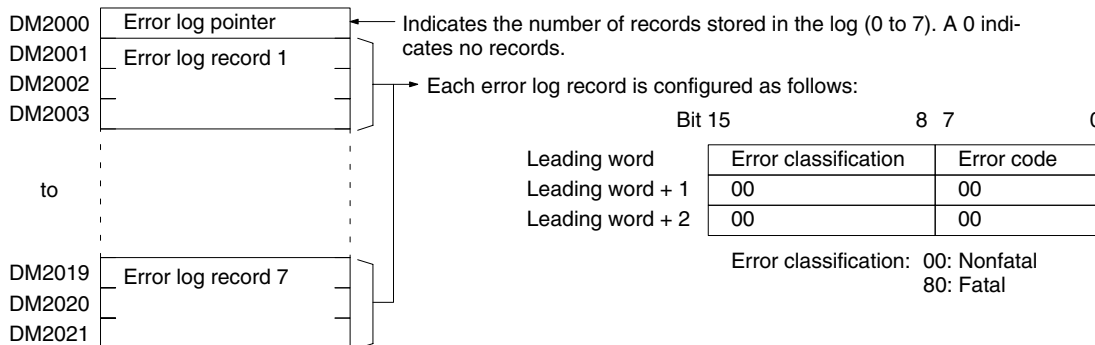 DM2000 Error log pointer
Indicates the number of records stored in the log (0 to 7). A 0 indi-
cates no records.
DM2001 Error log record 1
DM2002
DM2003
Each error log record is configured as follows:
Bit 15 8 7 0
Leading word Error classification Error code
Leading word + 1 00 00
Leading word + 2 00 00
Error classification: 00: Nonfatal
80: Fatal
to
DM2019 Error log record 7
DM2020
DM2021